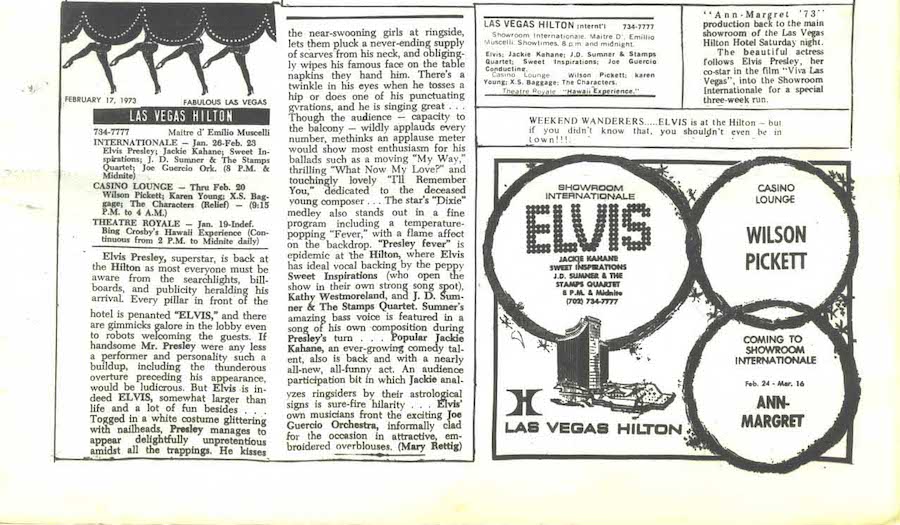 FEBRUARY 17, 1973
FABULOUS LAS VEGAS
LAS VEGAS HILTON
734-7777 Maitre d' Emilio Muscelli
INTERNATIONALE — Jan. 26-Feb. 23
Elvis Presley; Jackie Kahane; Sweet In-
spirations; J. D. Sumner & The Stamps
Quartet; Joe Guercio Ork. (8 P.M. &
Midnite)
CASINO LOUNGE — Thru Feb. 20
Wilson Pickett; Karen Young; X.S. Bag-
gage; The Characters (Relief) — (9:15
P.M. to 4 A.M.)
THEATRE ROYALE — Jan. 19-Indef.
Bing Crosby's Hawaii Experience (Con-
tinuous from 2 P.M. to Midnite daily)
Elvis Presley, superstar, is back at
the Hilton as most everyone must be
aware from the searchlights, bill-
boards, and publicity heralding his
arrival. Every pillar in front of the
hotel is penanted "ELVIS," and there
are gimmicks galore in the lobby even
to robots welcoming the guests. If
handsome Mr. Presley were any less
a performer and personality such a
buildup, including the thunderous
overture preceding his appearance,
would be ludicrous. But Elvis is in-
deed ELVIS, somewhat larger than
life and a lot of fun besides . . .
Togged in a white costume glittering
with nailheads, Presley manages to
appear delightfully unpretentious
amidst all the trappings. He kisses
the near-swooning girls at ringside,
lets them pluck a never-ending supply
of scarves from his neck, and obliging-
ly wipes his famous face on the table
napkins they hand him. There's a
twinkle in his eyes when he tosses a
hip or does one of his punctuating
gyrations, and he is singing great . . .
Though the audience — capacity to
the balcony — wildly applauds every
number, methinks an applause meter
would show most enthusiasm for his
ballads such as a moving "My Way,"
thrilling "What Now My Love?" and
touchingly lovely "I'll Remember
You," dedicated to the deceased
young composer . . . The star's "Dixie"
medley also stands out in a fine
program including a temperature-
popping "Fever," with a flame affect
on the backdrop. "Presley fever" is
epidemic at the Hilton, where Elvis
has ideal vocal backing by the peppy
Sweet Inspirations (who open the
show in their own strong song spot),
Kathy Westmoreland, and J. D. Sum-
ner & The Stamps Quartet. Sumner's
amazing bass voice is featured in a
song of his own composition during
Presley's turn . . . Popular Jackie
Kahane, an ever-growing comedy tal-
ent, also is back and with a nearly
all-new, all-funny act. An audience
participation bit in which Jackie anal-
yzes ringsiders by their astrological
signs is sure-fire hilarity . . . Elvis'
own musicians front the exciting Joe
Guercio Orchestra, informally clad
for the occasion in attractive, em-
broidered overblouses. (Mary Rettig)
LAS VEGAS HILTON (Internt'l) 734-7777
Showroom Internationale. Maitre D', Emillio
Muscelli. Showtimes, 8 p.m. and midnight.
Elvis; Jackie Kahane; J.D. Sumner & Stamps
Quartet; Sweet Inspirations; Joe Guercio
Conducting.
Casino Lounge Wilson Pickett; karen
Young; X.S. Baggage; The Characters.
Theatre Royale "Hawaii Experience."
"Ann-Margret '73"
production back to the main
showroom of the Las Vegas
Hilton Hotel Saturday night.
The beautiful actress
follows Elvis Presley, her
co-star in the film "Viva Las
Vegas", into the Showroom
Internationale for a special
three-week run.
WEEKEND WANDERERS.....ELVIS is at the Hilton — but
if you didn't know that, you shouldn't even be in
town!!!
SHOWROOM
INTERNATIONALE
ELVIS
JACKIE KAHANE
SWEET INSPIRATIONS
J.D. SUMNER & THE
STAMPS QUARTET
8 P.M. & Midnite
(702) 734-7777
CASINO
LOUNGE
WILSON
PICKETT
COMING TO
SHOWROOM
INTERNATIONALE
Feb. 24 - Mar. 16
ANN-
MARGRET
H
LAS VEGAS HILTON